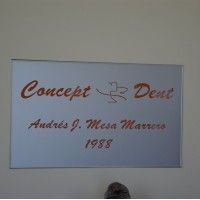 Concept Dent
Andrés J. Mesa Marrero
1988